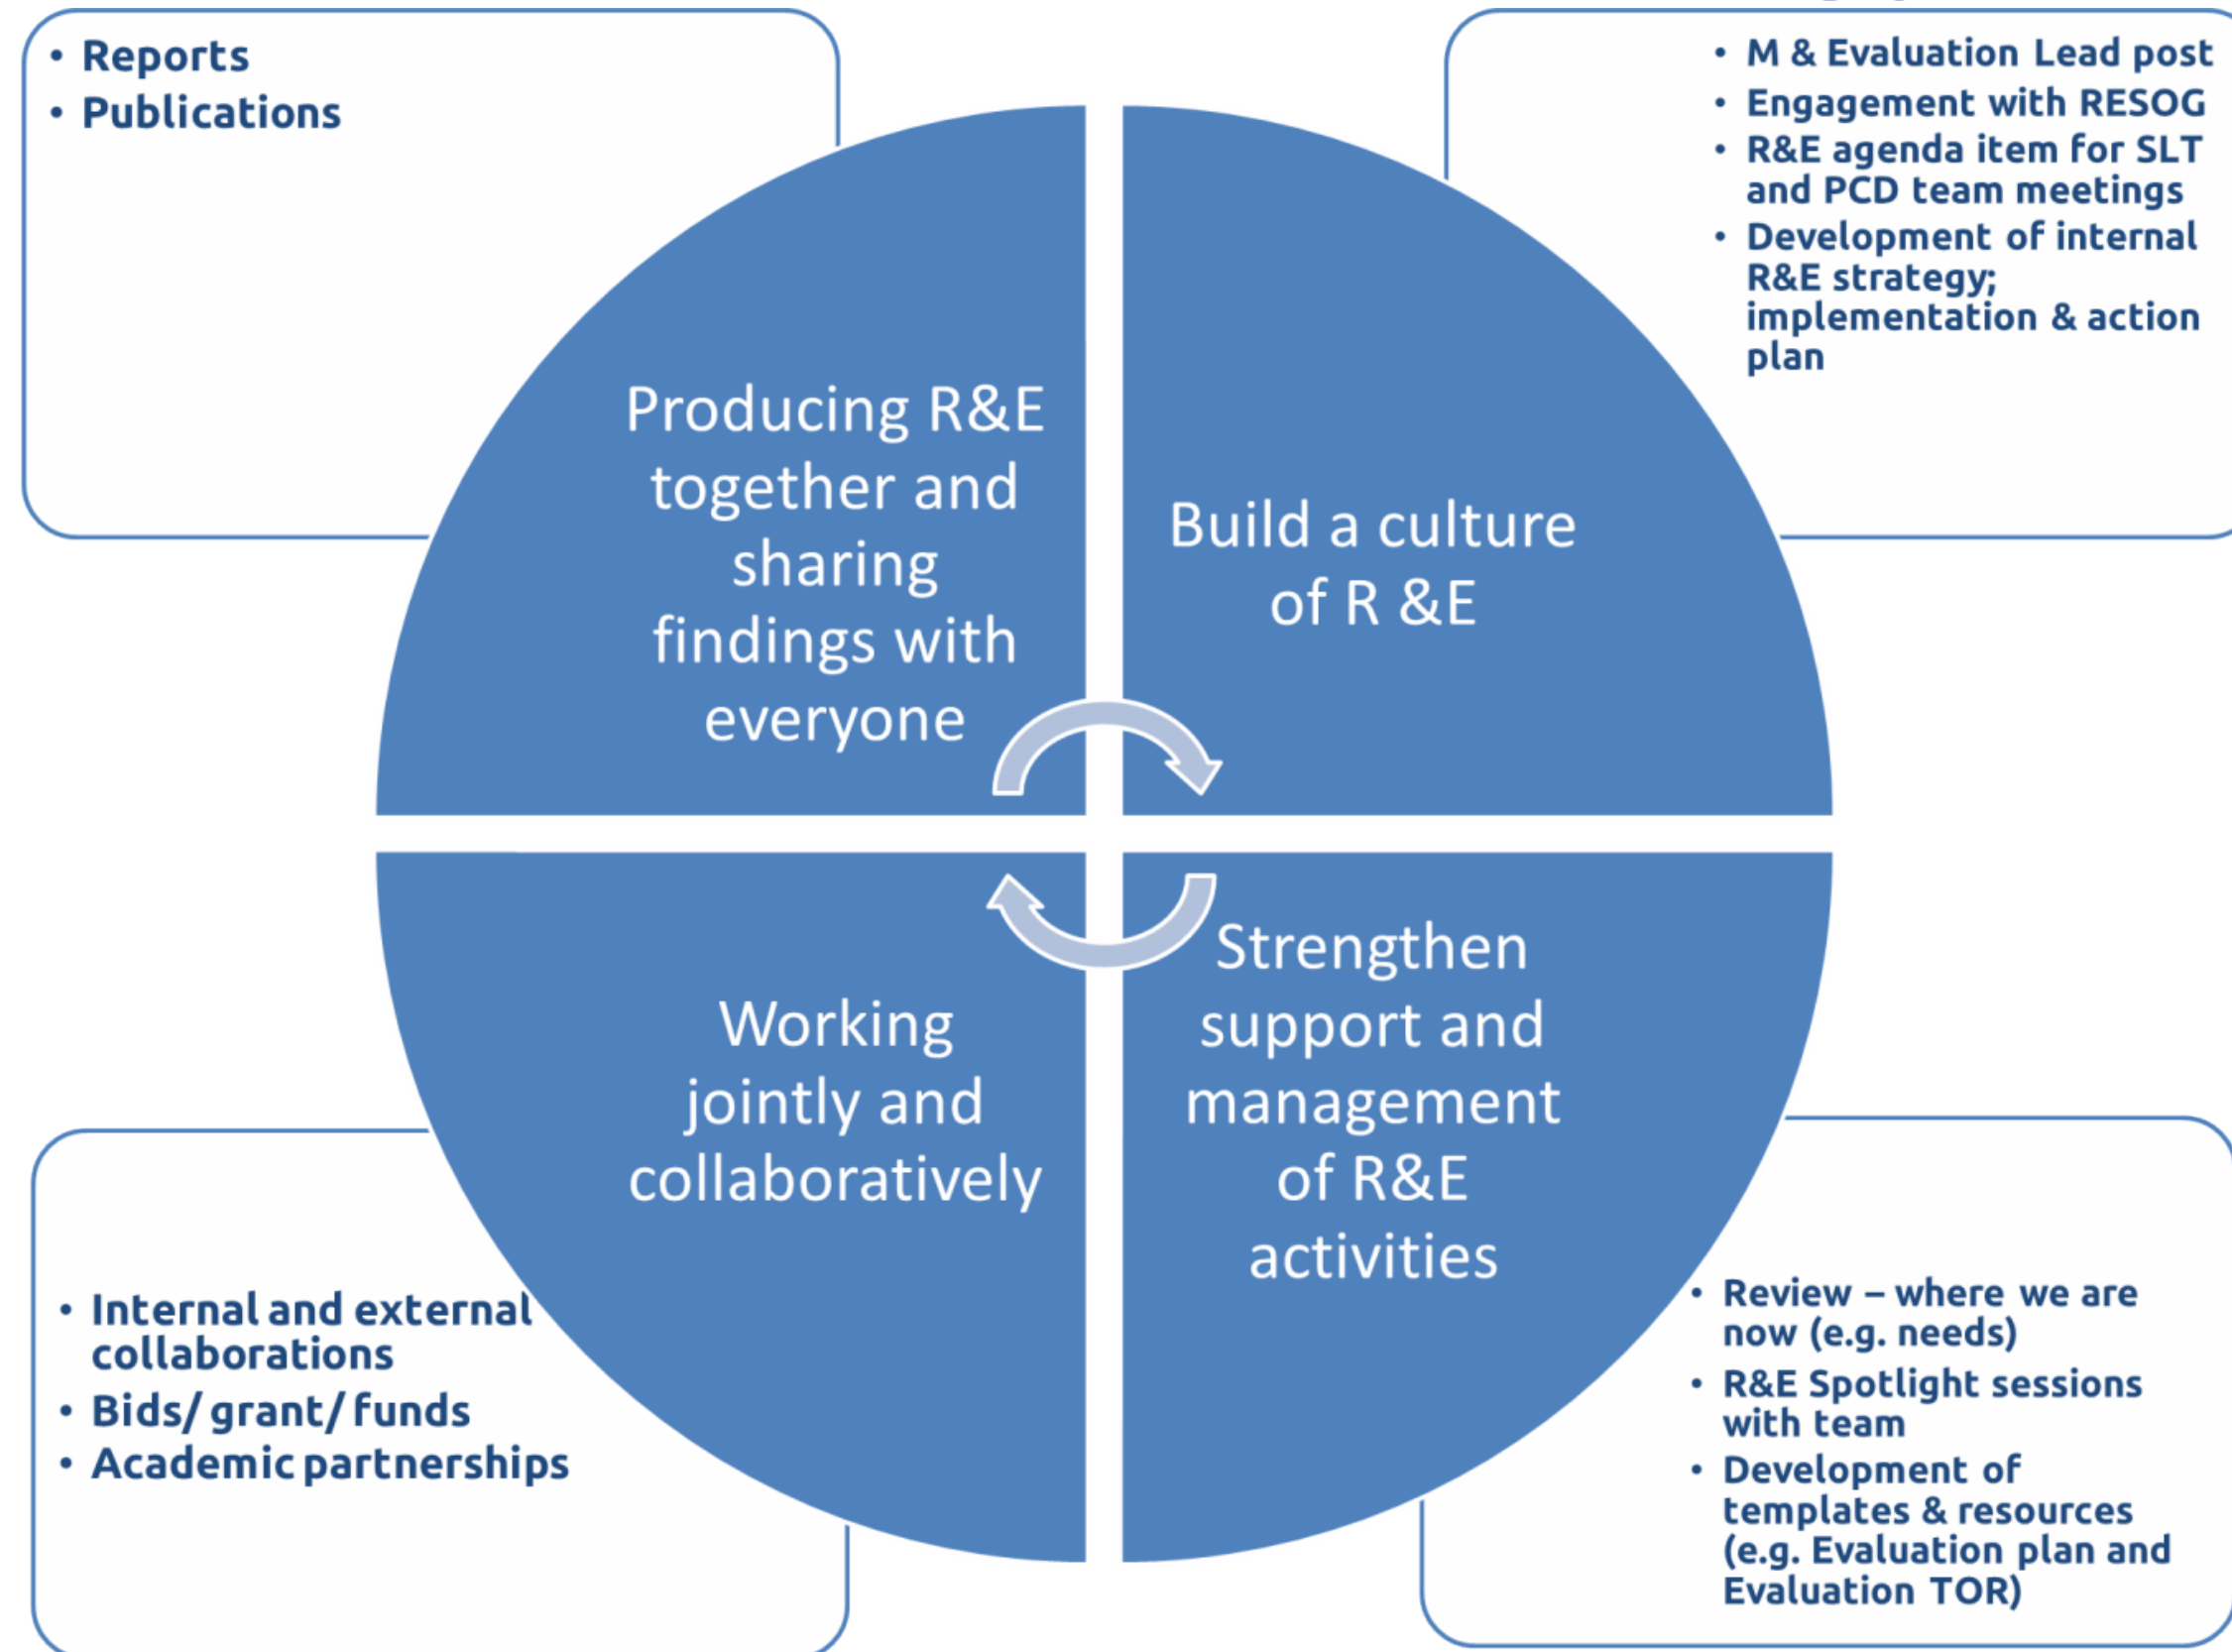 • Reports
• Publications
• M & Evaluation Lead post
• Engagement with RESOG
• R&E agenda item for SLT
and PCD team meetings
• Development of internal
R&E strategy;
implementation & action
plan
Producing R&E
together and
sharing
findings with
everyone
Build a culture
of R &E
Working
jointly and
collaboratively
Strengthen
support and
management
of R&E
activities
• Internal and external
collaborations
• Bids/ grant/ funds
• Academic partnerships
• Review – where we are
now (e.g. needs)
• R&E Spotlight sessions
with team
• Development of
templates & resources
(e.g. Evaluation plan and
Evaluation TOR)